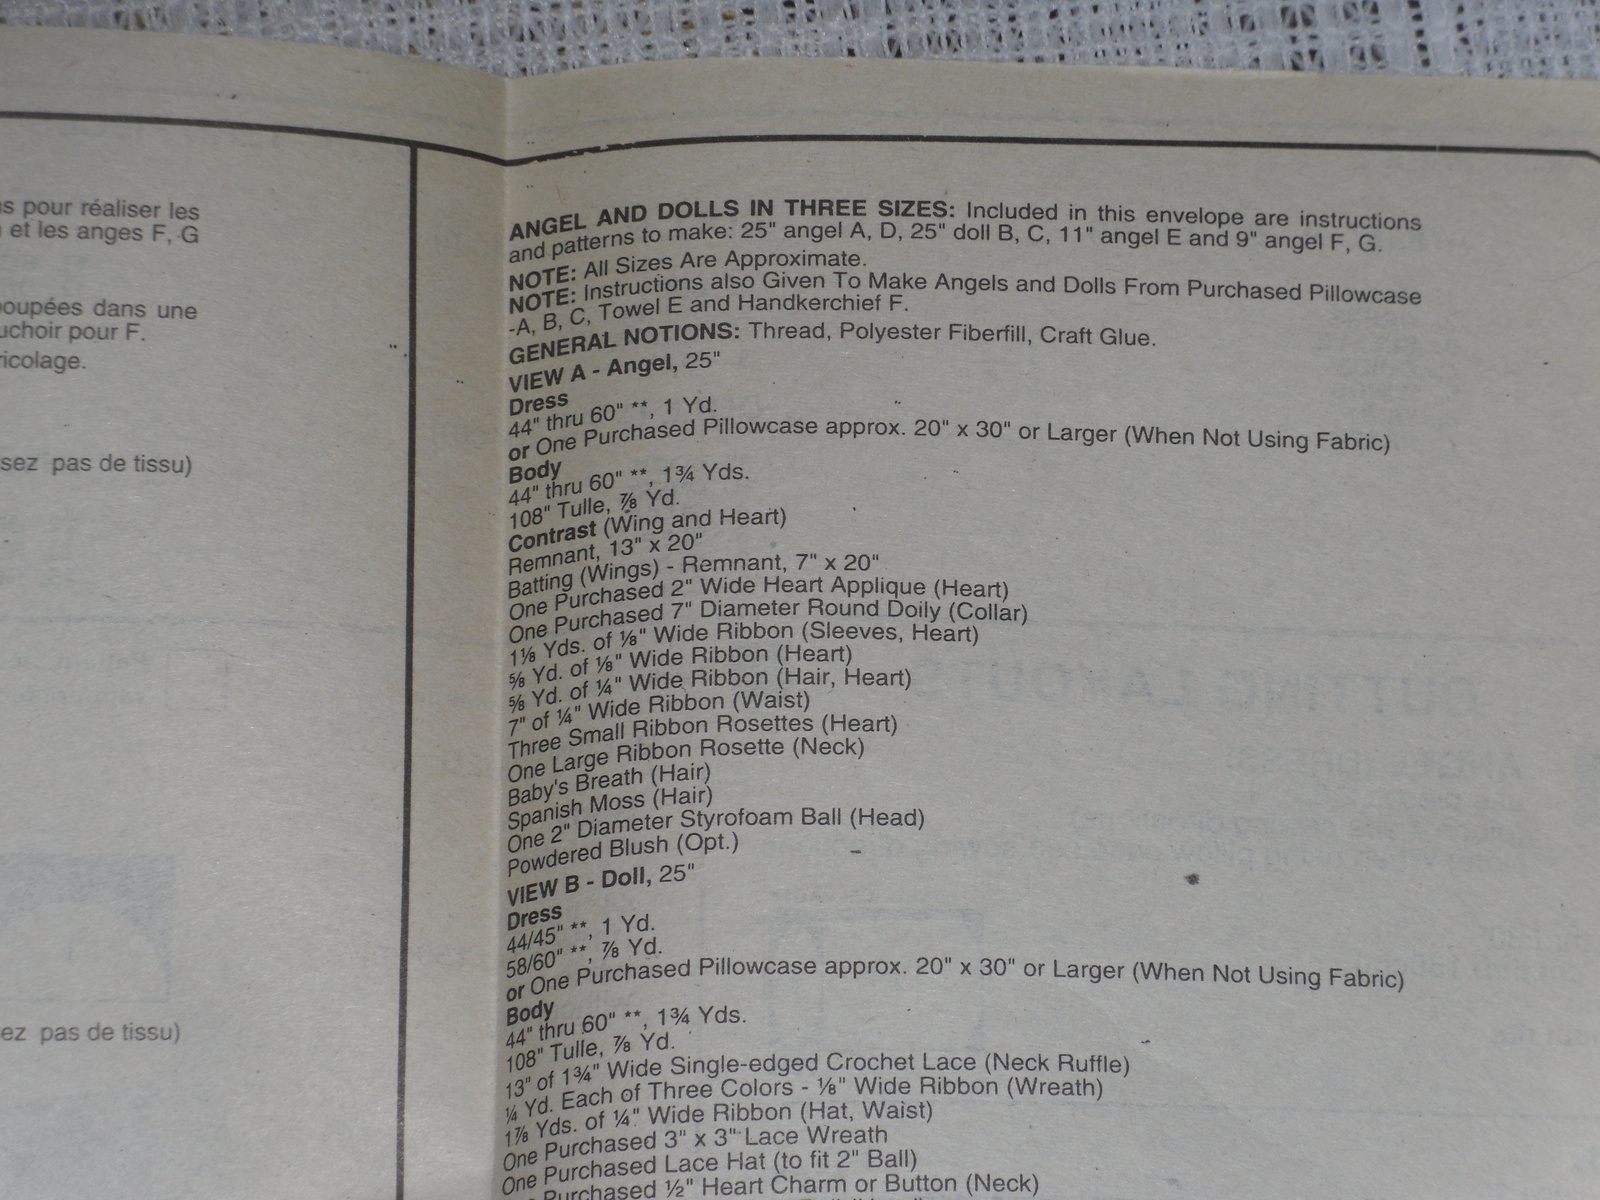 s pour réaliser les
et les anges F, G
poupées dans une
uchoir pour F.
ricolage.
sez pas de tissu)
ez pas de tissu)
ANGEL AND DOLLS IN THREE SIZES: Included in this envelope are instructions
and patterns to make: 25" angel A, D, 25" doll B, C, 11" angel E and 9" angel F, G.
NOTE: All Sizes Are Approximate.
NOTE: Instructions also Given To Make Angels and Dolls From Purchased Pillowcase
-A, B, C, Towel E and Handkerchief F.
GENERAL NOTIONS: Thread, Polyester Fiberfill, Craft Glue.
VIEW A - Angel, 25"
Dress
44" thru 60" **, 1 Yd.
or One Purchased Pillowcase approx. 20" x 30" or Larger (When Not Using Fabric)
Body
44" thru 60" **, 1¾ Yds.
108" Tulle, ⅞ Yd.
Contrast (Wing and Heart)
Remnant, 13" x 20"
Batting (Wings) - Remnant, 7" x 20"
One Purchased 2" Wide Heart Applique (Heart)
One Purchased 7" Diameter Round Doily (Collar)
1⅛ Yds. of ⅛" Wide Ribbon (Sleeves, Heart)
⅝ Yd. of ⅛" Wide Ribbon (Heart)
⅝ Yd. of ¼" Wide Ribbon (Hair, Heart)
7" of ¼" Wide Ribbon (Waist)
Three Small Ribbon Rosettes (Heart)
One Large Ribbon Rosette (Neck)
Baby's Breath (Hair)
Spanish Moss (Hair)
One 2" Diameter Styrofoam Ball (Head)
Powdered Blush (Opt.)
VIEW B - Doll, 25"
Dress
44/45" **, 1 Yd.
58/60" **, ⅞ Yd.
or One Purchased Pillowcase approx. 20" x 30" or Larger (When Not Using Fabric)
Body
44" thru 60" **, 1¾ Yds.
108" Tulle, ⅞ Yd.
13" of 1¾" Wide Single-edged Crochet Lace (Neck Ruffle)
¼ Yd. Each of Three Colors - ⅛" Wide Ribbon (Wreath)
1⅞ Yds. of ¼" Wide Ribbon (Hat, Waist)
One Purchased 3" x 3" Lace Wreath
One Purchased Lace Hat (to fit 2" Ball)
Purchased ½" Heart Charm or Button (Neck)